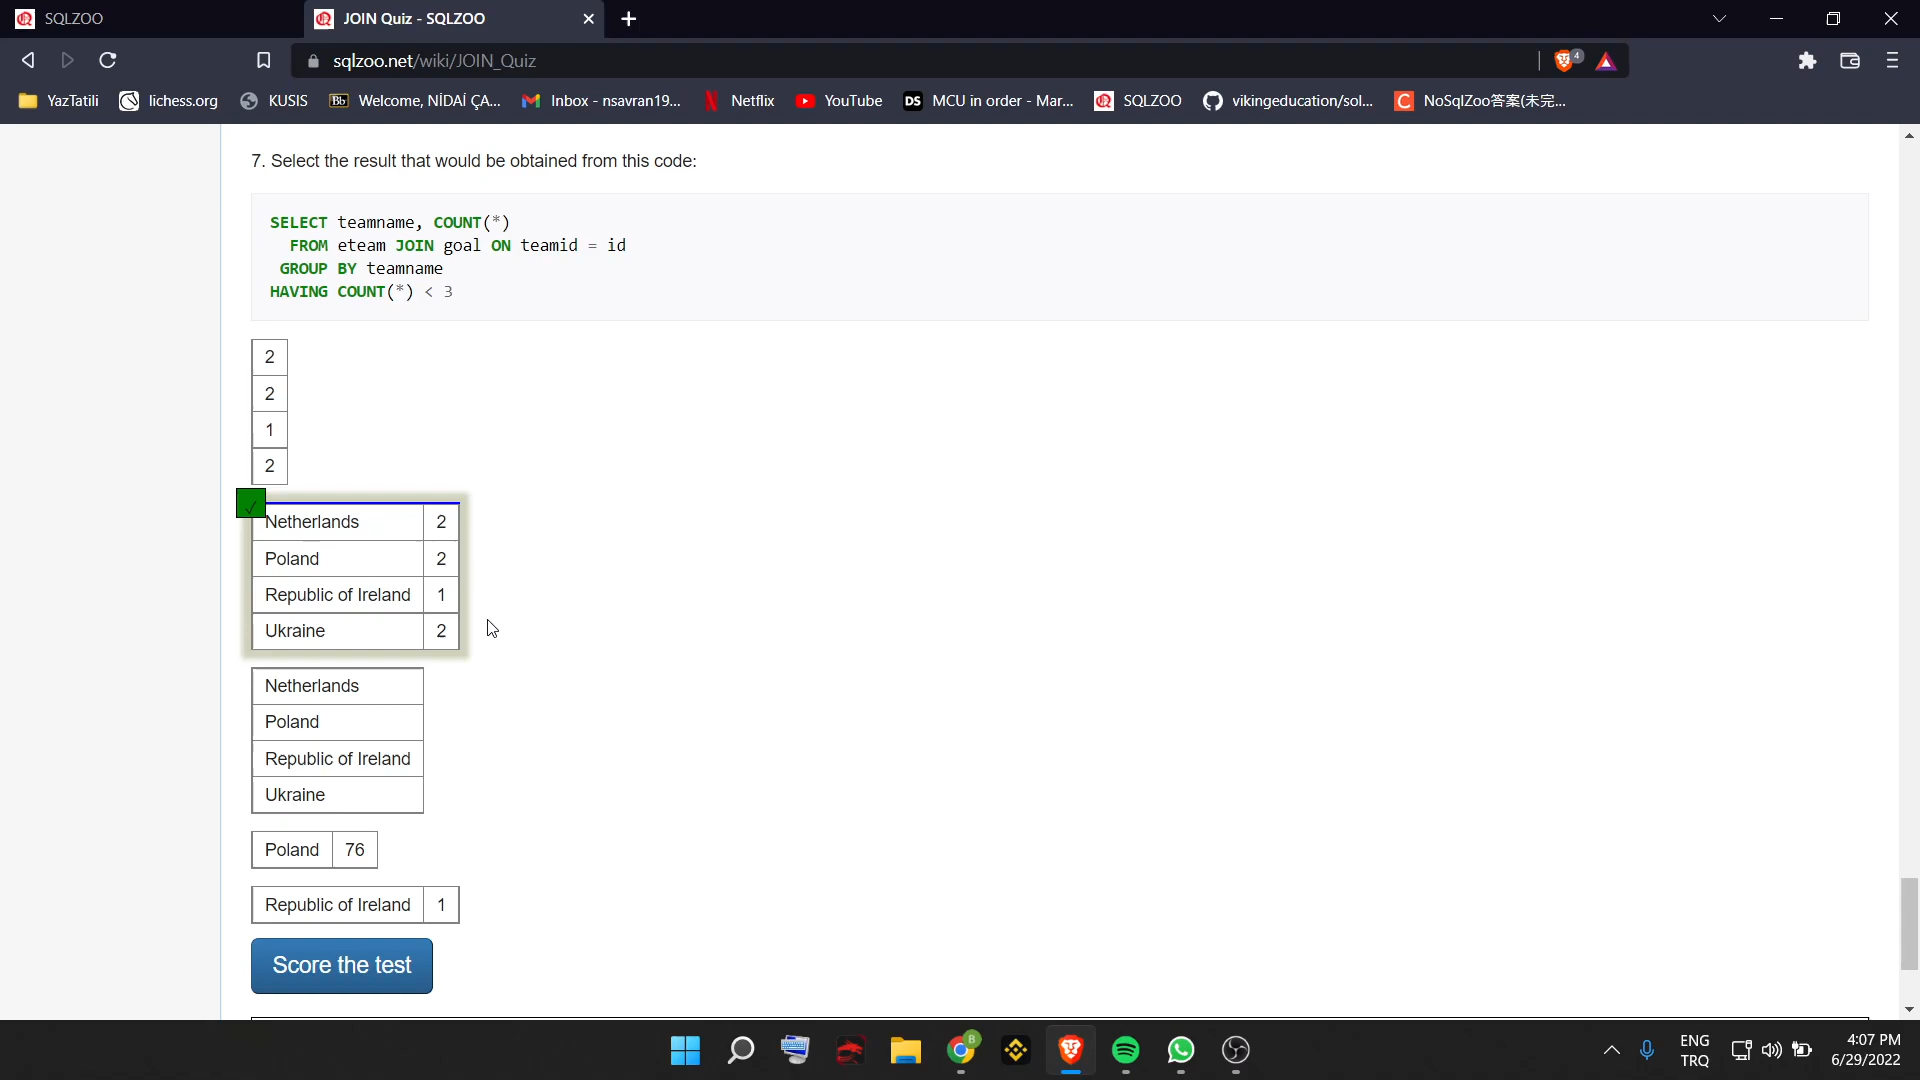 SQLZOO
JOIN Quiz - SQLZOO
sqlzoo.net/wiki/JOIN_Quiz
4
YazTatili
lichess.org
KUSIS
Bb Welcome, NİDAİ ÇA...
Inbox - nsavran19...
Netflix
YouTube
DS MCU in order - Mar...
SQLZOO
vikingeducation/sol...
C NoSqlZoo答案(未完...
7. Select the result that would be obtained from this code:
SELECT teamname, COUNT(*)
FROM eteam JOIN goal ON teamid = id
GROUP BY teamname
HAVING COUNT(*) < 3
2
2
1
2
Netherlands 2
Poland 2
Republic of Ireland 1
Ukraine 2
Netherlands
Poland
Republic of Ireland
Ukraine
Poland 76
Republic of Ireland 1
Score the test
B
ENG
TRQ
4:07 PM
6/29/2022